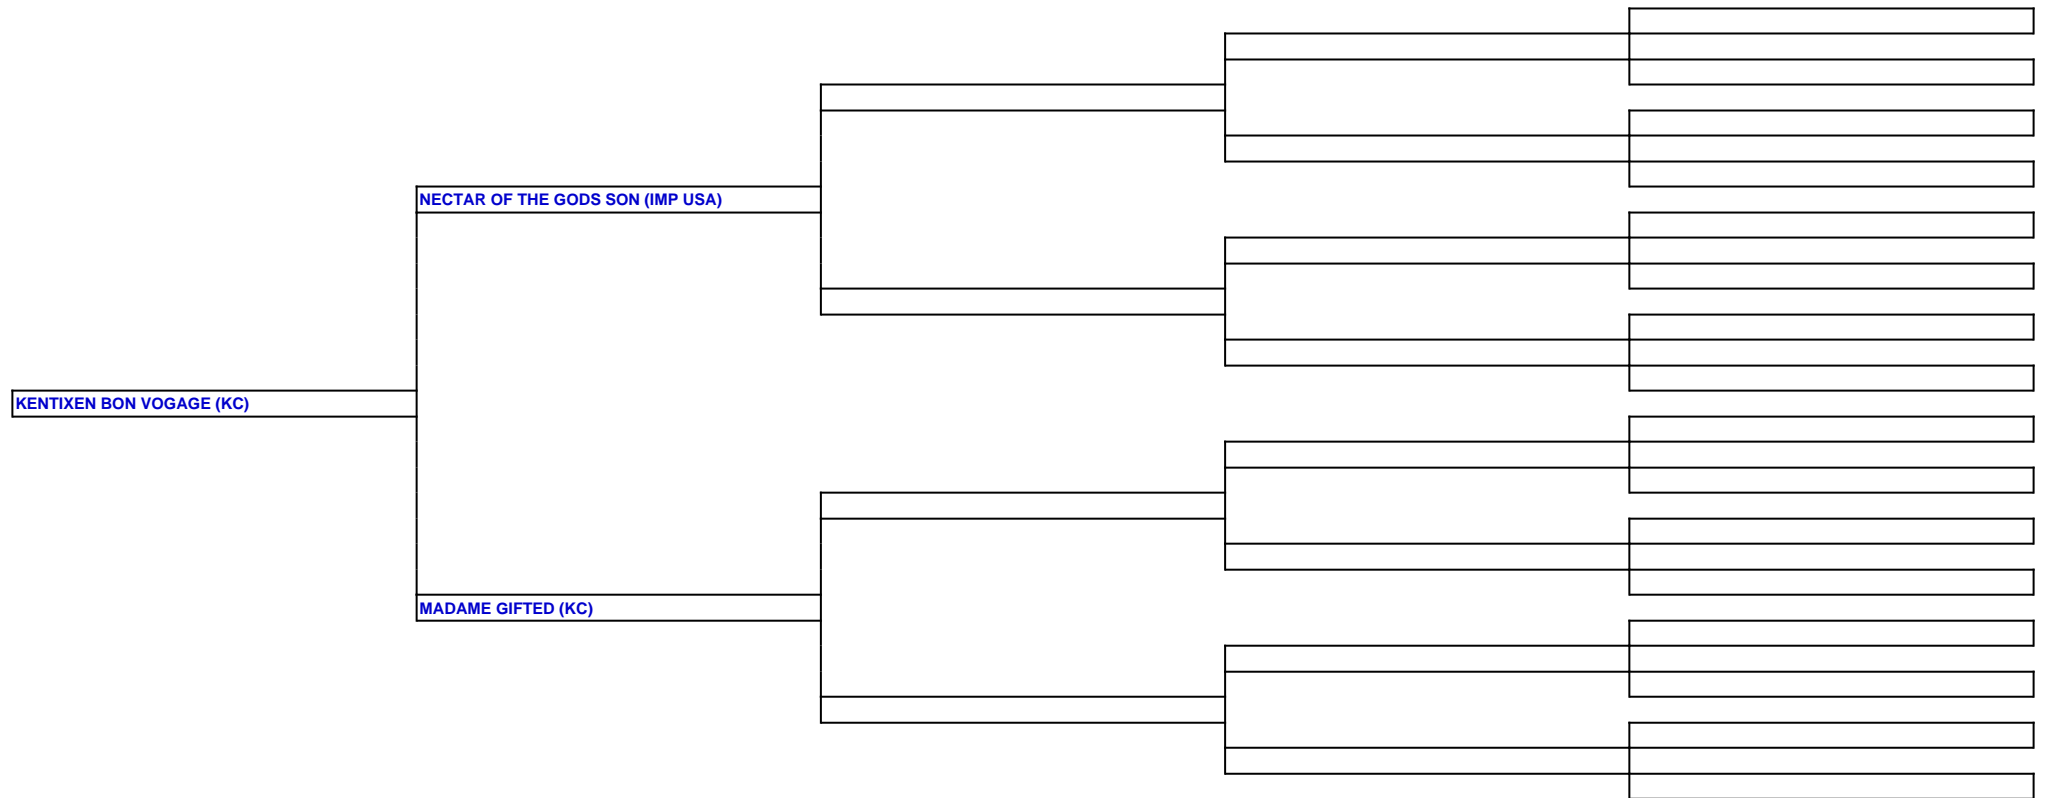 NECTAR OF THE GODS SON (IMP USA)
KENTIXEN BON VOGAGE (KC)
MADAME GIFTED (KC)